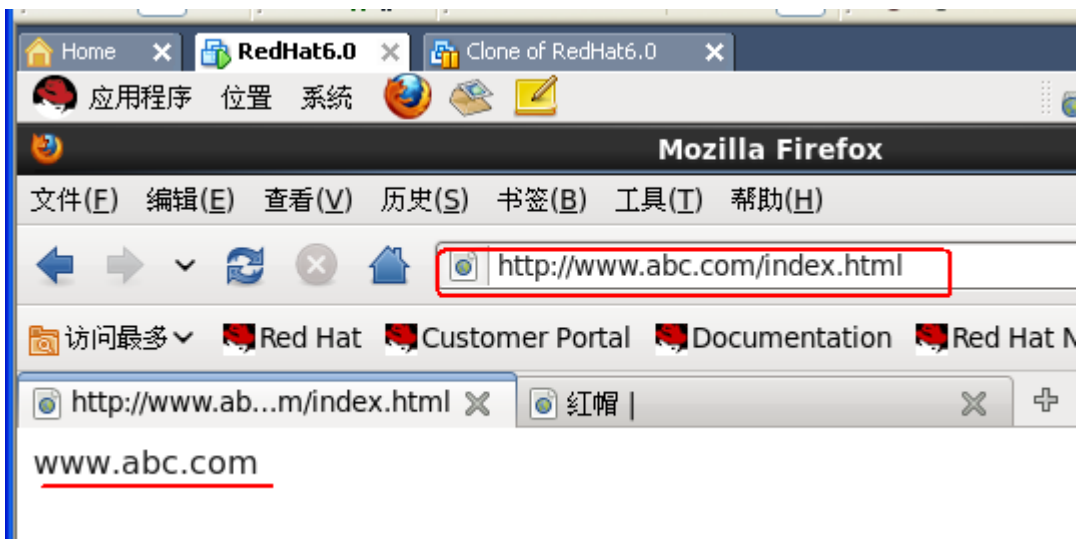 Home RedHat6.0 Clone of RedHat6.0
应用程序 位置 系统
Mozilla Firefox
文件(F) 编辑(E) 查看(V) 历史(S) 书签(B) 工具(T) 帮助(H)
http://www.abc.com/index.html
访问最多 Red Hat Customer Portal Documentation Red Hat
http://www.ab...m/index.html 红帽 |
www.abc.com